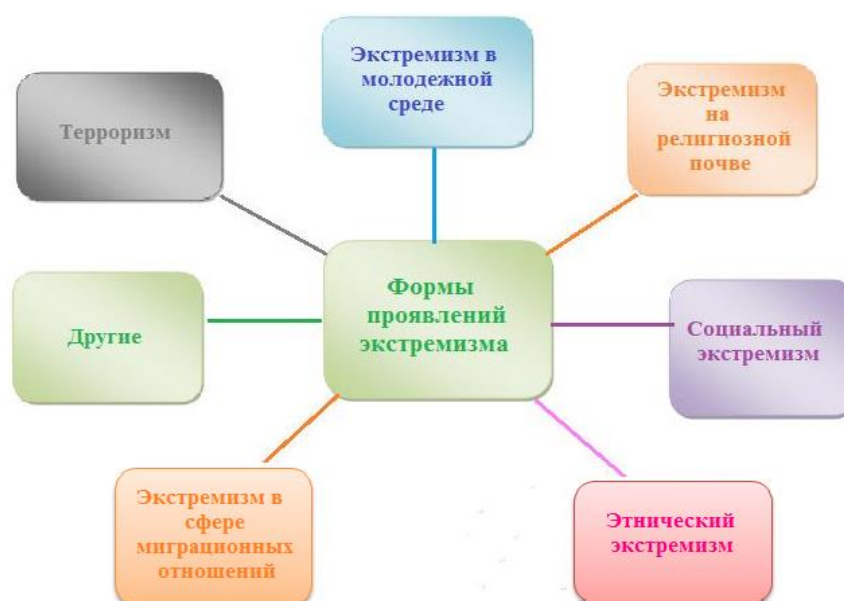 Экстремизм в
молодежной
среде
Терроризм
Экстремизм
на
религиозной
почве
Формы
проявлений
экстремизма
Другие
Социальный
экстремизм
Экстремизм в
сфере
миграционных
отношений
Этнический
экстремизм